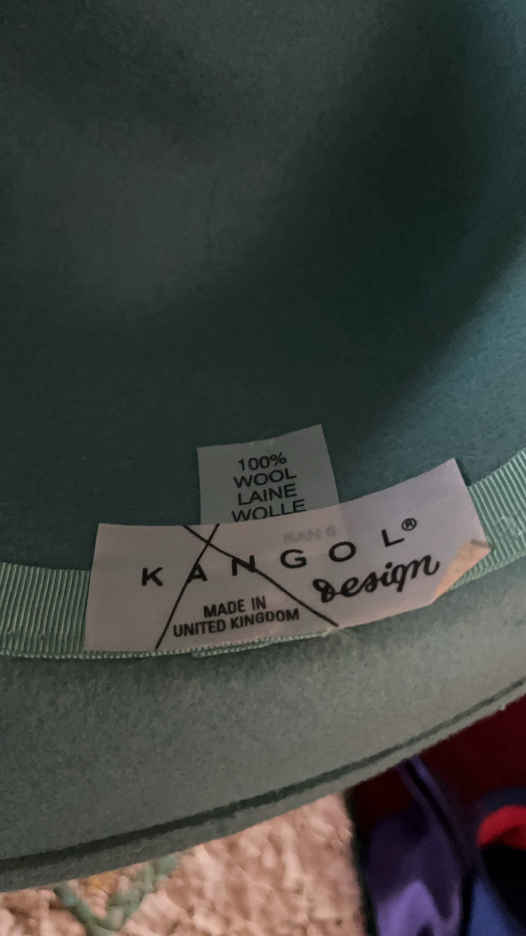 100%
WOOL
LAINE
WOLLE
KANGOL®
design
MADE IN
UNITED KINGDOM